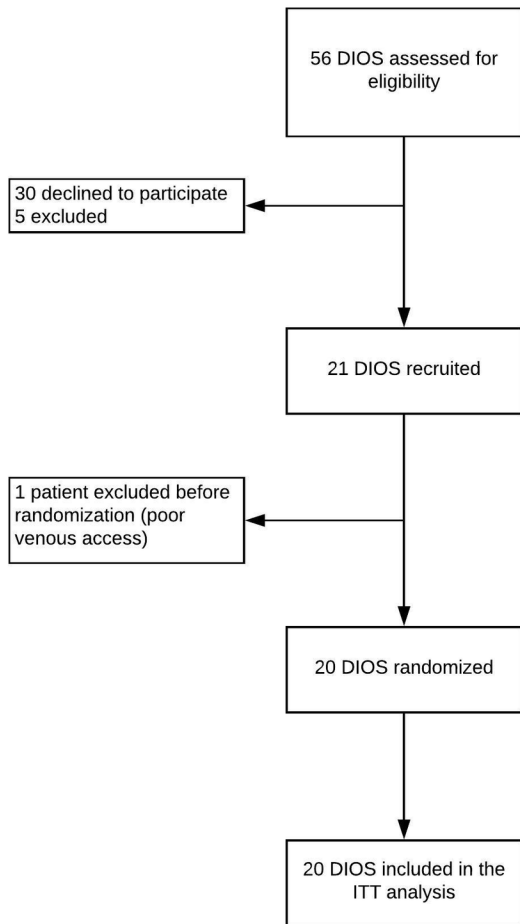 56 DIOS assessed for
eligibility
30 declined to participate
5 excluded
21 DIOS recruited
1 patient excluded before
randomization (poor
venous access)
20 DIOS randomized
20 DIOS included in the
ITT analysis